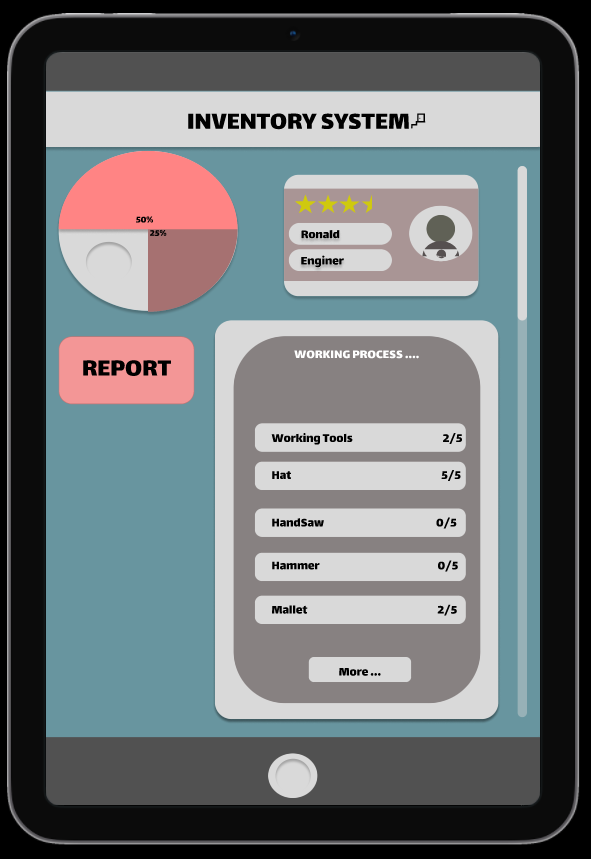 INVENTORY SYSTEM
50%
25%
Ronald
Enginer
REPORT
WORKING PROCESS ....
Working Tools 2/5
Hat 5/5
HandSaw 0/5
Hammer 0/5
Mallet 2/5
More ...